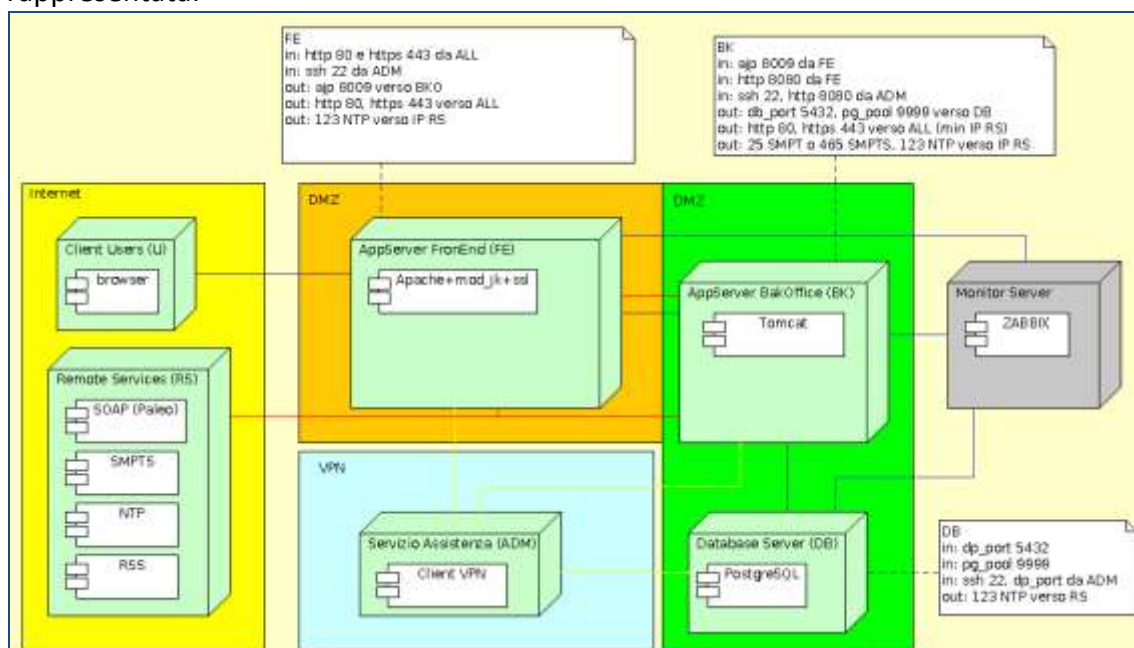 rappresentata.
FE
in: http 80 e https 443 da ALL
in: ssh 22 da ADM
out: ajp 8009 verso BKO
out: http 80, https 443 verso ALL
out: 123 NTP verso IP RS
BK
in: ajp 8009 da FE
in: http 8080 da FE
in: ssh 22, http 8080 da ADM
out: db_port 5432, pg_pool 9999 verso DB
out: http 80, https 443 verso ALL (min IP RS)
out: 25 SMPT o 465 SMPTS, 123 NTP verso IP RS
Internet
DMZ
DMZ
Client Users (U)
browser
AppServer FronEnd (FE)
Apache+mod_jk+ssl
AppServer BakOffice (BK)
Tomcat
Monitor Server
ZABBIX
Remote Services (RS)
SOAP (Paleo)
SMPTS
NTP
RSS
VPN
Servizio Assistenza (ADM)
Client VPN
Database Server (DB)
PostgreSQL
DB
in: dp_port 5432
in: pg_pool 9999
in: ssh 22, dp_port da ADM
out: 123 NTP verso RS